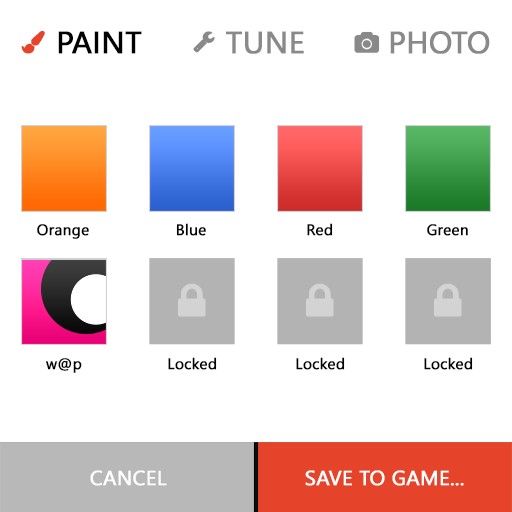 PAINT TUNE PHOTO
Orange Blue Red Green
w@p Locked Locked Locked
CANCEL SAVE TO GAME...